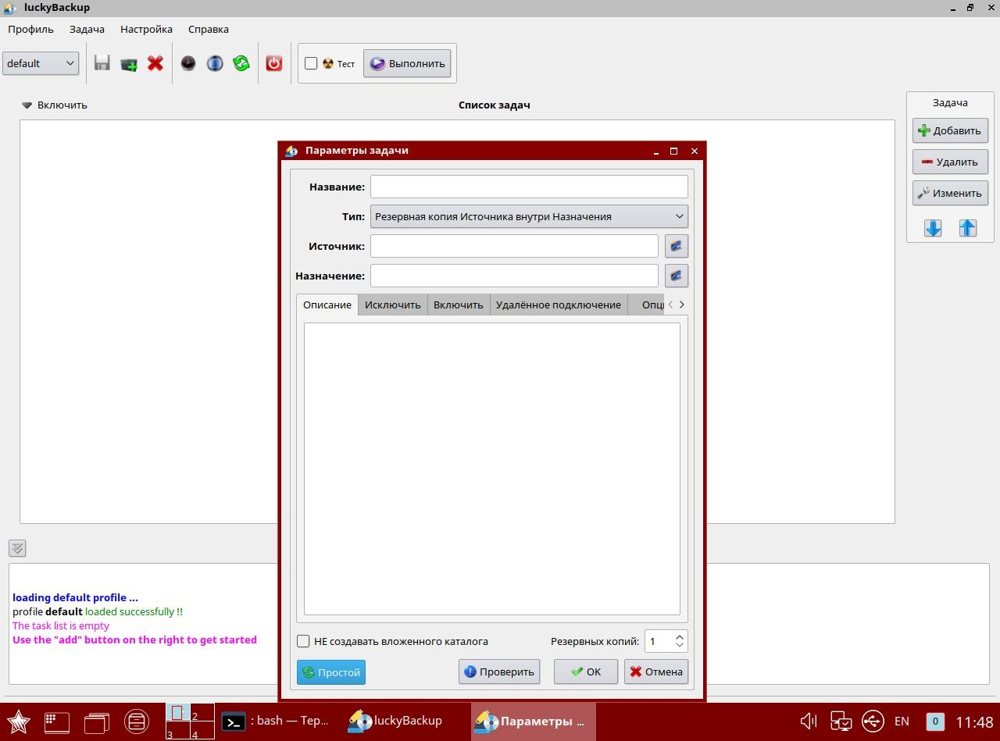 luckyBackup
Профиль Задача Настройка Справка
default Тест Выполнить
Включить Список задач Задача
Добавить
Удалить
Изменить
Параметры задачи
Название:
Тип: Резервная копия Источника внутри Назначения
Источник:
Назначение:
Описание Исключить Включить Удалённое подключение Опц
loading default profile ...
profile default loaded successfully !!
The task list is empty
Use the "add" button on the right to get started
НЕ создавать вложенного каталога Резервных копий: 1
Простой Проверить OK Отмена
2 3 4 : bash — Тер... luckyBackup Параметры ... EN 0 11:48